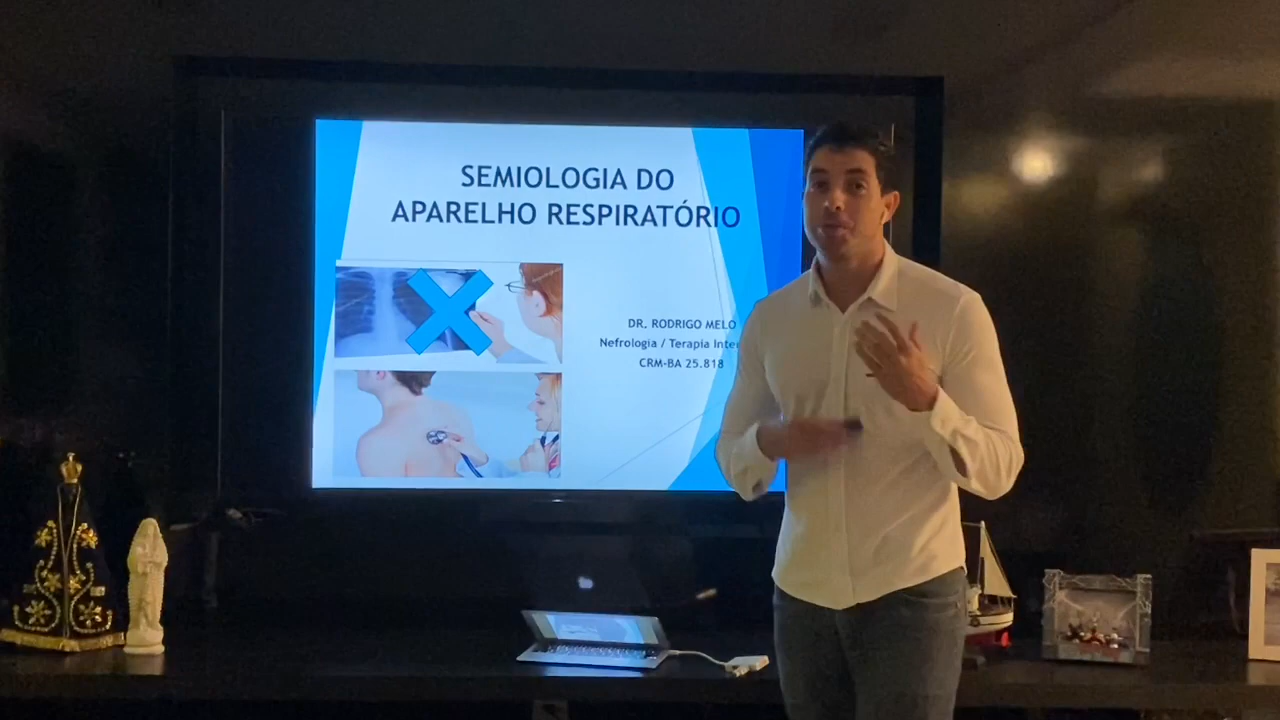 SEMIOLOGIA DO
APARELHO RESPIRATÓRIO
DR. RODRIGO MELO
Nefrologia / Terapia
CRM-BA 25.818